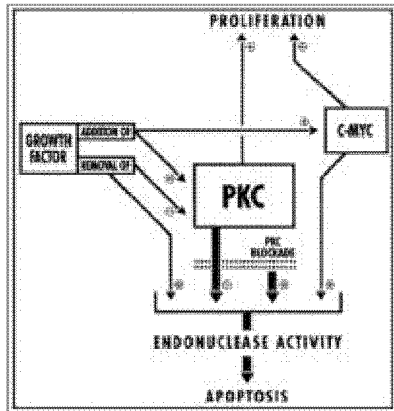 PROLIFERATION
C-MYC
GROWTH
FACTOR
ADDITION OF
REMOVAL OF
PKC
PKC
BLOCKADE
ENDONUCLEASE ACTIVITY
APOPTOSIS